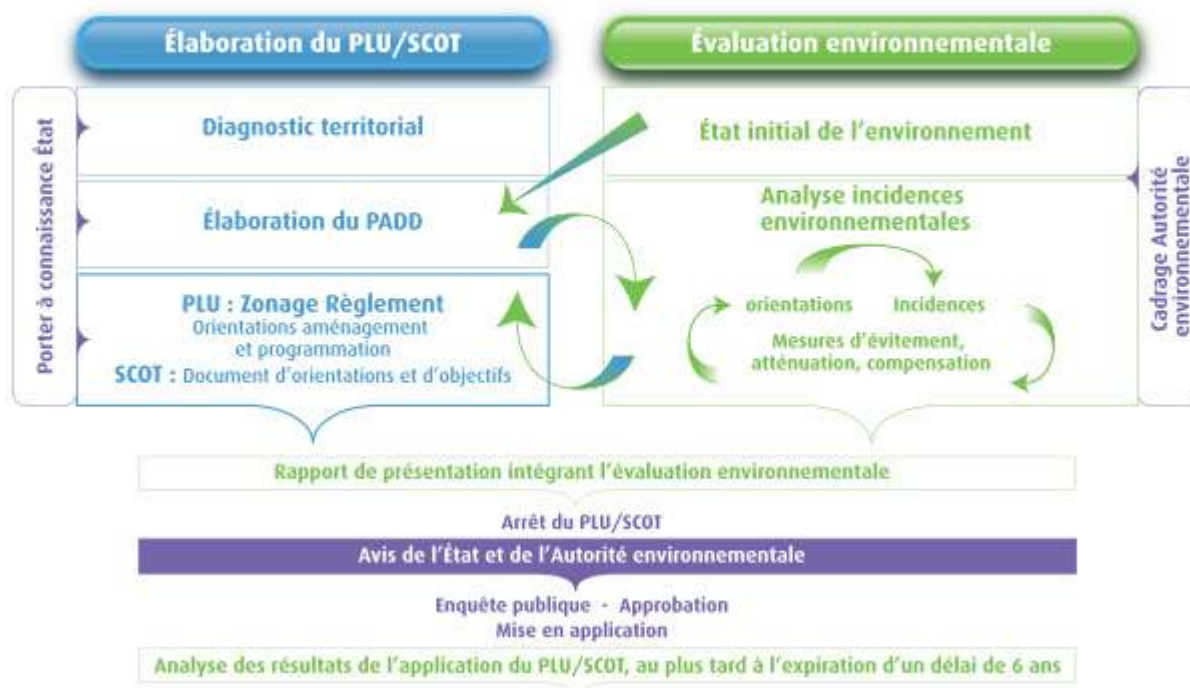 Élaboration du PLU/SCOT
Évaluation environnementale
Porter à connaissance État
Diagnostic territorial
État initial de l'environnement
Cadrage Autorité
environnementale
Élaboration du PADD
Analyse incidences
environnementales
PLU : Zonage Règlement
Orientations aménagement
et programmation
SCOT : Document d'orientations et d'objectifs
orientations
Incidences
Mesures d'évitement,
atténuation, compensation
Rapport de présentation intégrant l'évaluation environnementale
Arrêt du PLU/SCOT
Avis de l'État et de l'Autorité environnementale
Enquête publique - Approbation
Mise en application
Analyse des résultats de l'application du PLU/SCOT, au plus tard à l'expiration d'un délai de 6 ans